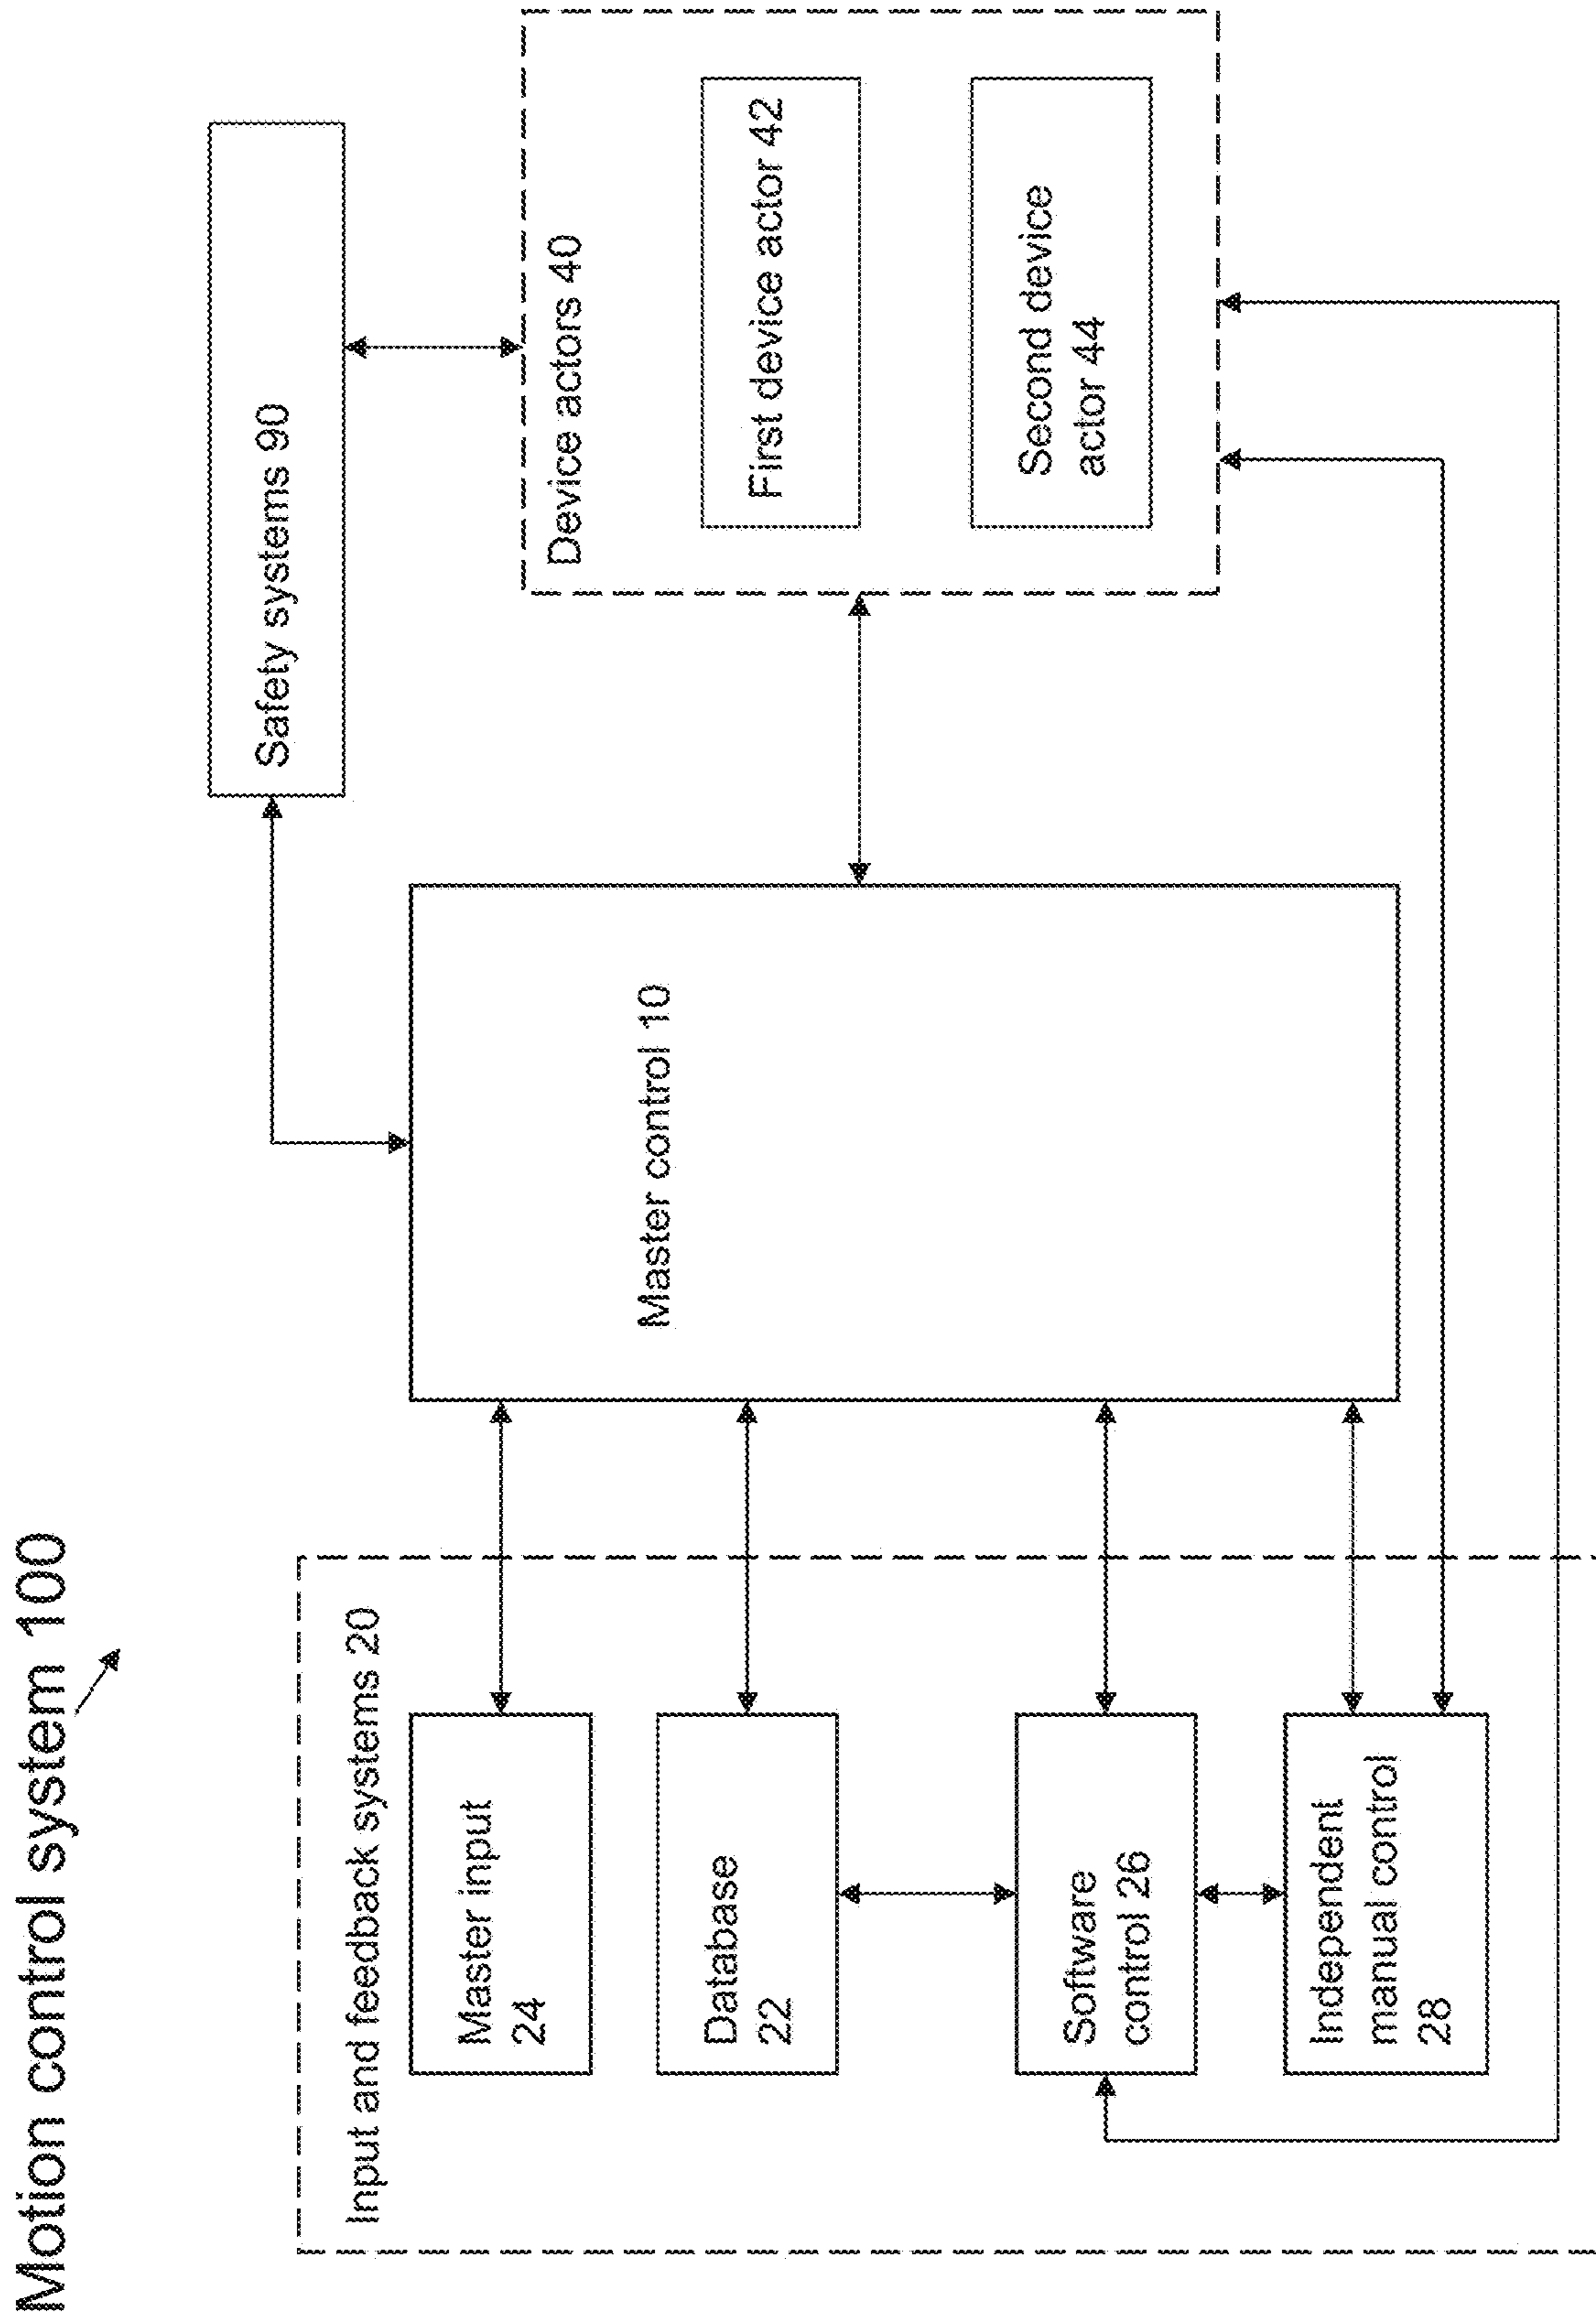 Motion control system 100
Input and feedback systems 20
Master input
24
Database
22
Software
control 26
Independent
manual control
28
Master control 10
Safety systems 90
Device actors 40
First device actor 42
Second device
actor 44